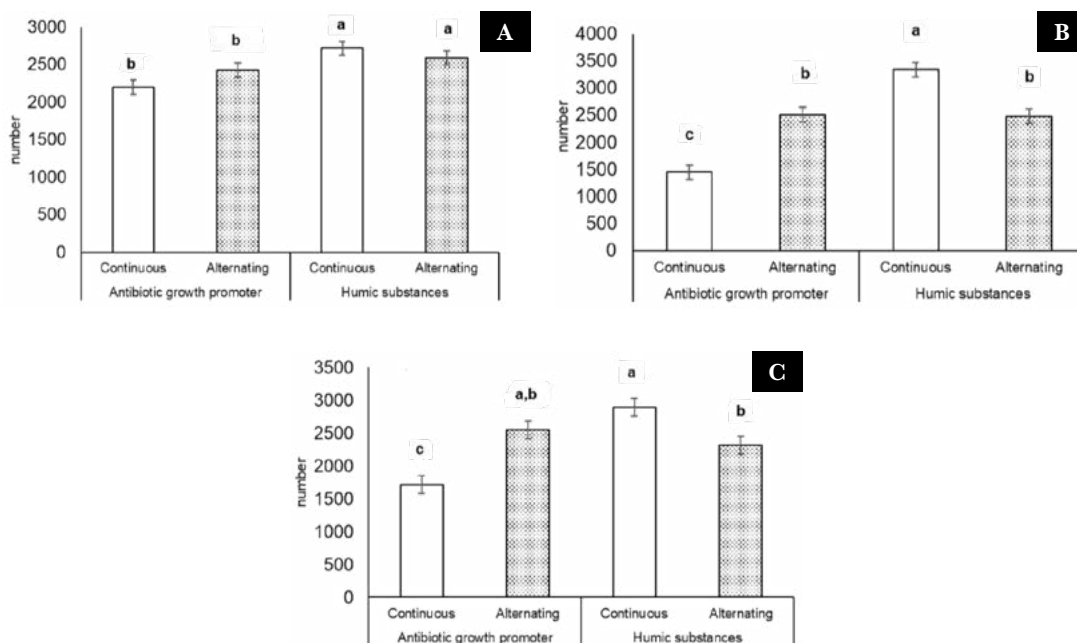 A
3000
2500
2000
1500
1000
500
0
number
b
b
a
a
Continuous
Alternating
Continuous
Alternating
Antibiotic growth promoter
Humic substances
B
4000
3500
3000
2500
2000
1500
1000
500
0
number
c
b
a
b
Continuous
Alternating
Continuous
Alternating
Antibiotic growth promoter
Humic substances
C
3500
3000
2500
2000
1500
1000
500
0
number
c
a,b
a
b
Continuous
Alternating
Continuous
Alternating
Antibiotic growth promoter
Humic substances